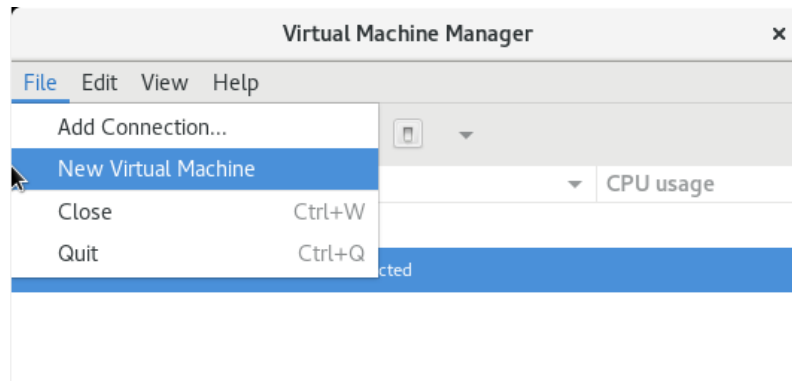 Virtual Machine Manager
File Edit View Help
Add Connection...
New Virtual Machine
CPU usage
Close Ctrl+W
Quit Ctrl+Q
cted